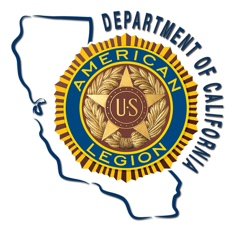 DEPARTMENT OF CALIFORNIA
AMERICAN
U·S
LEGION